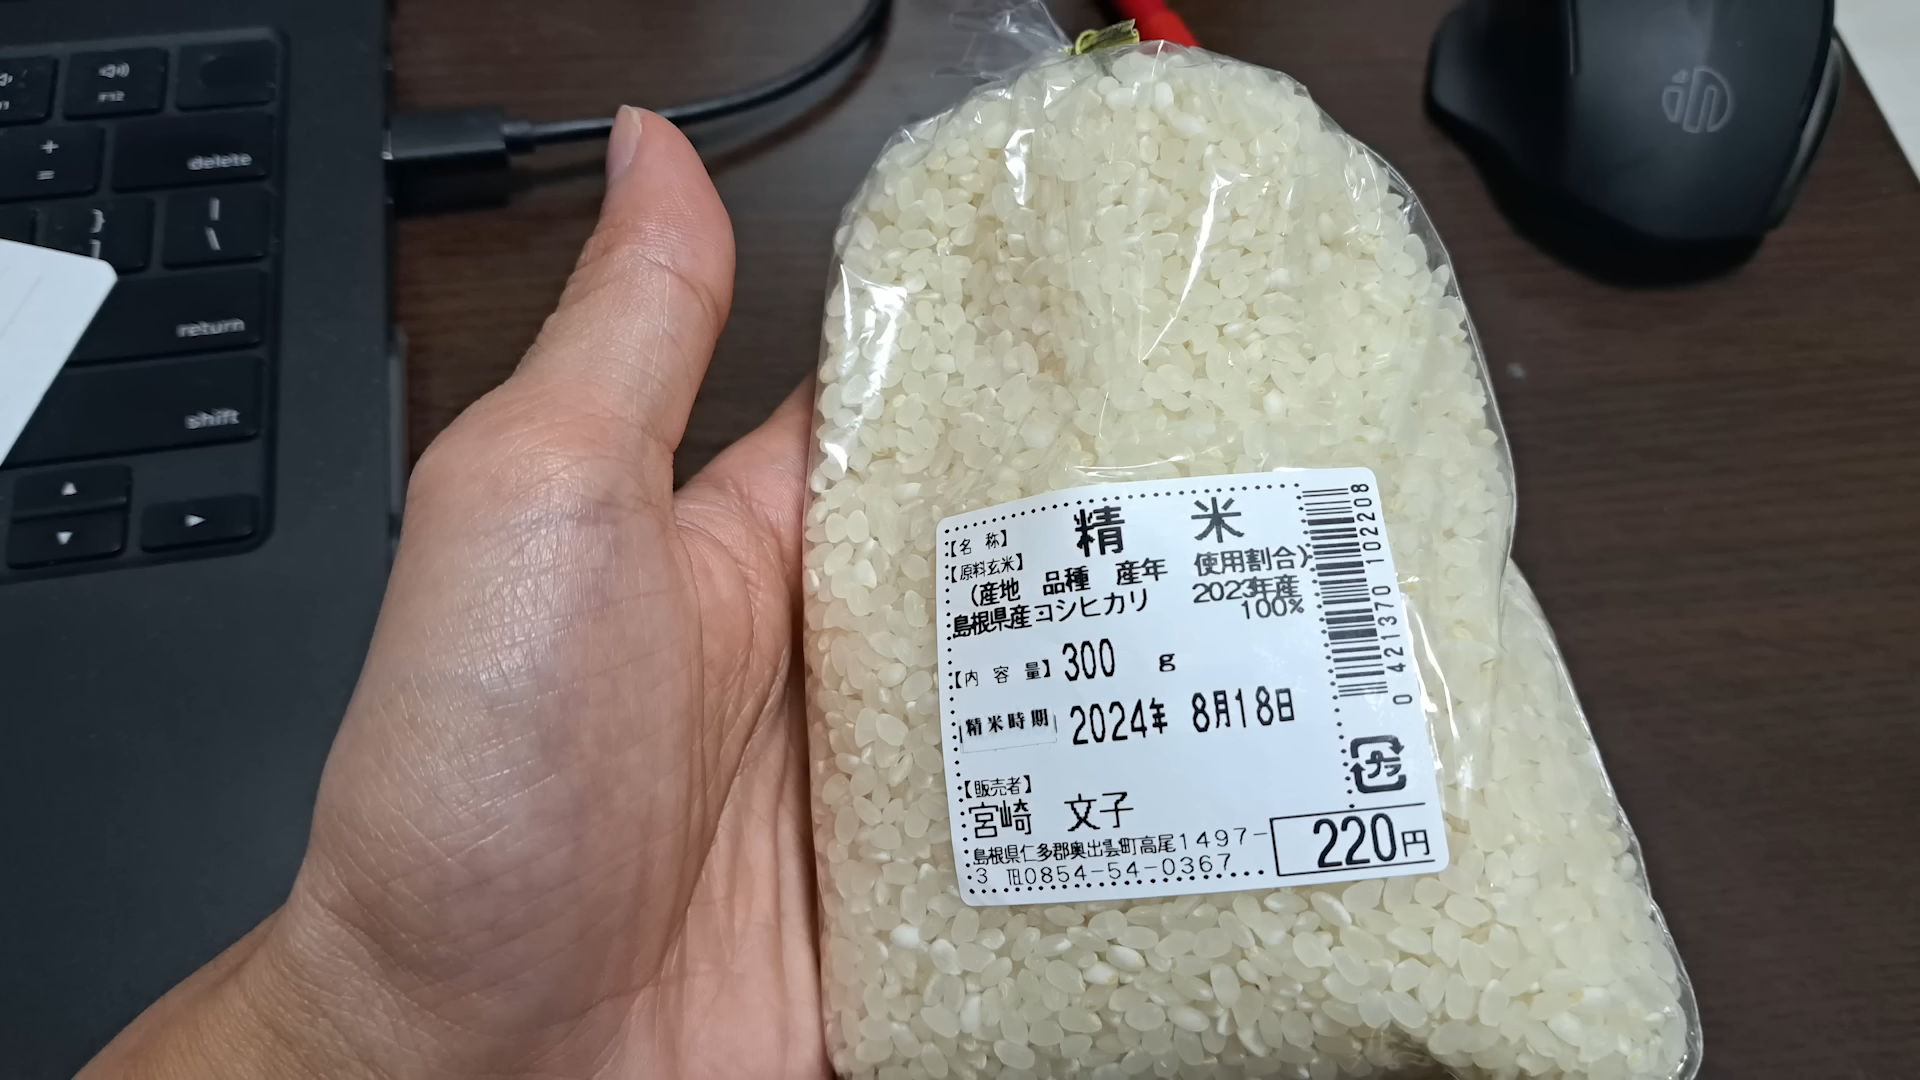 F12
+
=
delete
}
]
|
\
return
shift
【名 称】 精 米
【原料玄米】
(産地 品種 産年 使用割合)
島根県産コシヒカリ 2023年産
100%
【内 容 量】 300 g
精米時期 2024年 8月18日
【販売者】
宮崎 文子
島根県仁多郡奥出雲町高尾1497-
3 ℡0854-54-0367
220円
プラ
0 421370 102208